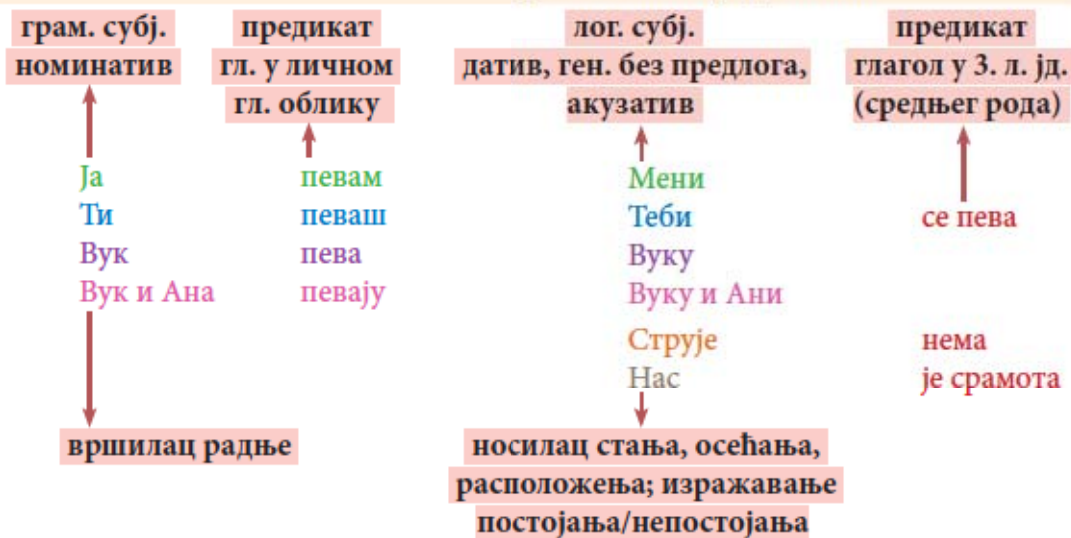 грам. субј.
номинатив
предикат
гл. у личном
гл. облику
лог. субј.
датив, ген. без предлога,
акузатив
предикат
глагол у 3. л. јд.
(средњег рода)
Ја певам
Ти певаш
Вук пева
Вук и Ана певају
Мени
Теби се пева
Вуку
Вуку и Ани
Струје нема
Нас је срамота
вршилац радње
носилац стања, осећања,
расположења; изражавање
постојања/непостојања